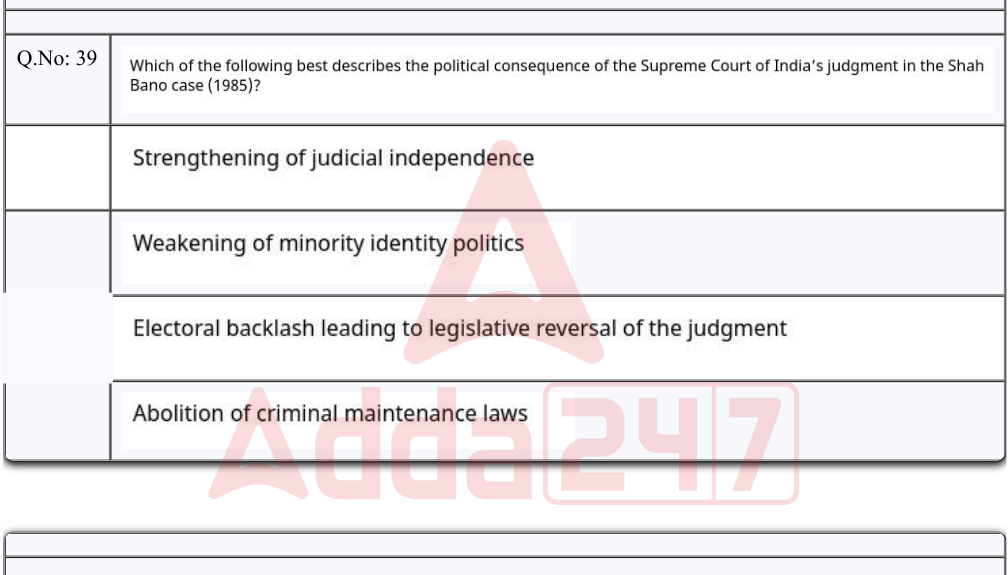 Q.No: 39
Which of the following best describes the political consequence of the Supreme Court of India’s judgment in the Shah
Bano case (1985)?
Strengthening of judicial independence
Weakening of minority identity politics
Electoral backlash leading to legislative reversal of the judgment
Abolition of criminal maintenance laws
Adda247